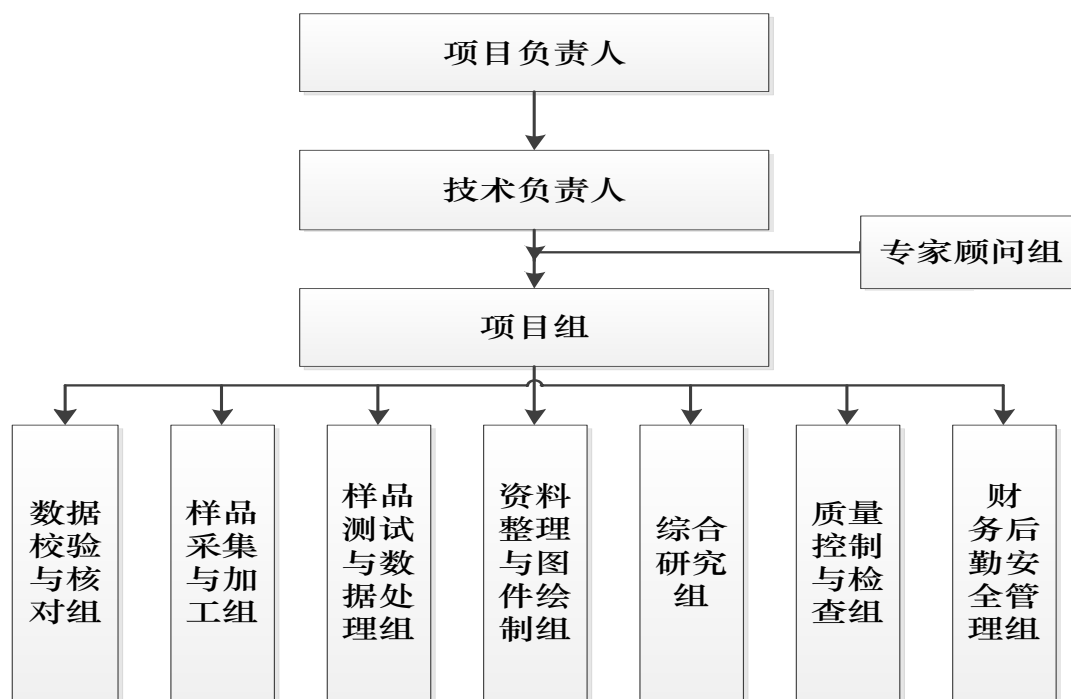 项目负责人
技术负责人
专家顾问组
项目组
数据
校验
与核
对组
样品
采集
与加
工组
样品
测试
与数
据处
理组
资料
整理
与图
件绘
制组
综合
研究
组
质量
控制
与检
查组
财
务后
勤安
全管
理组